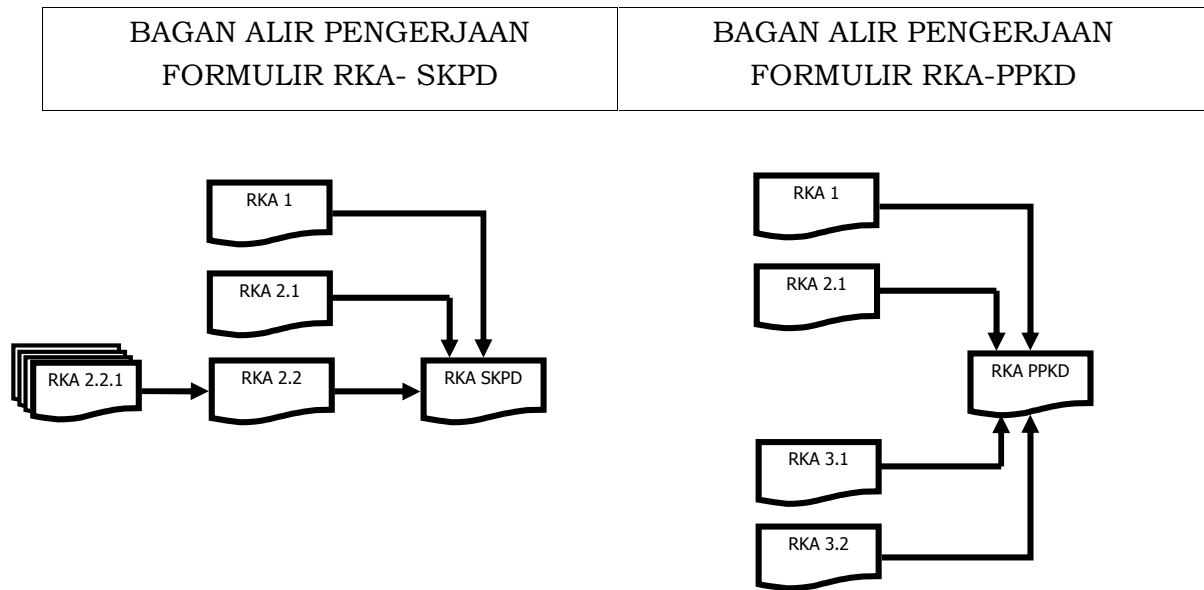 BAGAN ALIR PENGERJAAN
FORMULIR RKA- SKPD
BAGAN ALIR PENGERJAAN
FORMULIR RKA-PPKD
RKA 1
RKA 2.1
RKA 2.2.1
RKA 2.2
RKA SKPD
RKA 1
RKA 2.1
RKA PPKD
RKA 3.1
RKA 3.2